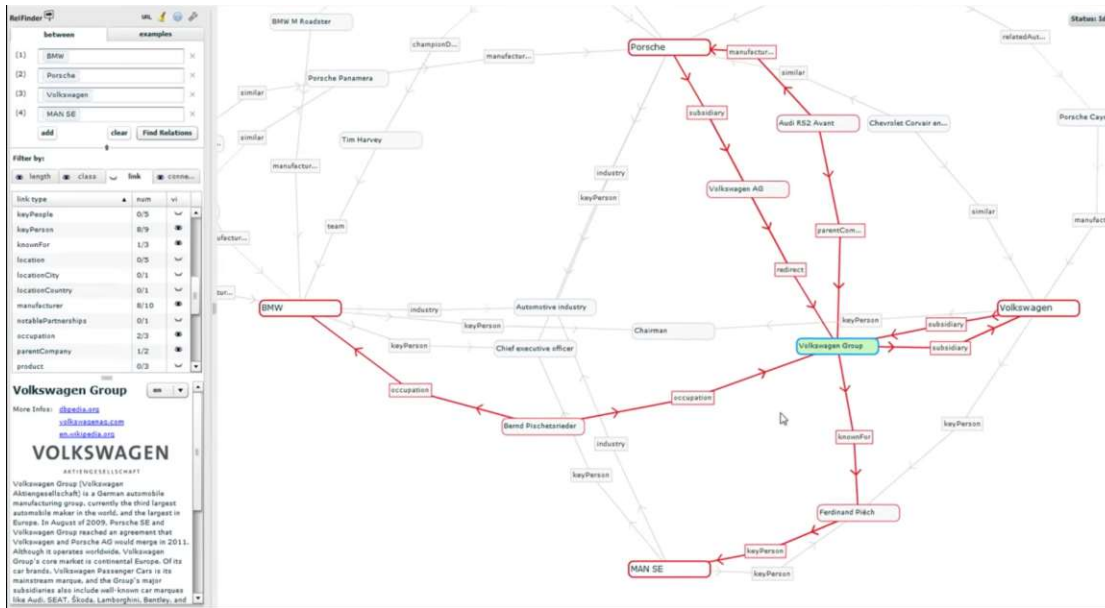 RelFinder
URL
between
examples
(1) BMW
(2) Porsche
(3) Volkswagen
(4) MAN SE
add
clear
Find Relations
Filter by:
length
class
link
conne...
link type
num
vi
keyPeople 0/5
keyPerson 8/9
knownFor 1/3
location 0/5
locationCity 0/1
locationCountry 0/1
manufacturer 8/10
notablePartnerships 0/1
occupation 2/3
parentCompany 1/2
product 0/3
Volkswagen Group
en
More Infos: dbpedia.org
volkswagenag.com
en.wikipedia.org
VOLKSWAGEN
AKTIENGESELLSCHAFT
Volkswagen Group (Volkswagen
Aktiengesellschaft) is a German automobile
manufacturing group, currently the third largest
automobile maker in the world, and the largest in
Europe. In August of 2009, Porsche SE and
Volkswagen Group reached an agreement that
Volkswagen and Porsche AG would merge in 2011.
Although it operates worldwide, Volkswagen
Group's core market is continental Europe. Of its
car brands, Volkswagen Passenger Cars is its
mainstream marque, and the Group's major
subsidiaries also include well-known car marques
like Audi, SEAT, Škoda, Lamborghini, Bentley, and
BMW M Roadster
Status: Id
championD...
relatedAut...
Porsche
manufactur...
manufactur...
similar
Porsche Panamera
similar
subsidiary
Audi RS2 Avant
Chevrolet Corvair en...
Porsche Caye
similar
Tim Harvey
manufactur...
industry
keyPerson
Volkswagen AG
similar
manufact
team
parentCom...
factur...
redirect
tur...
BMW
industry
Automotive industry
Volkswagen
keyPerson
Chairman
keyPerson
subsidiary
keyPerson
Chief executive officer
Volkswagen Group
subsidiary
occupation
occupation
Bernd Pischetsrieder
keyPerson
industry
knownFor
keyPerson
Ferdinand Piëch
keyPerson
MAN SE
keyPerson